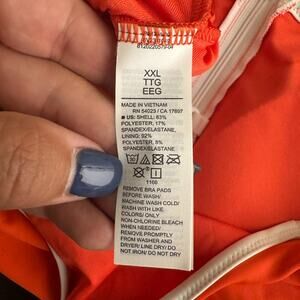 XXL
TTG
EEG
MADE IN VIETNAM
RN 54023 / CA 17897
■ US: SHELL: 83%
POLYESTER, 17%
SPANDEX/ELASTANE,
LINING: 92%
POLYESTER, 8%
SPANDEX/ELASTANE
1166
REMOVE BRA PADS
BEFORE WASH/
MACHINE WASH COLD/
WASH WITH LIKE
COLORS/ ONLY
NON-CHLORINE BLEACH
WHEN NEEDED/
REMOVE PROMPTLY
FROM WASHER AND
DRYER/ LINE DRY/ DO
NOT IRON/ DO NOT DRY